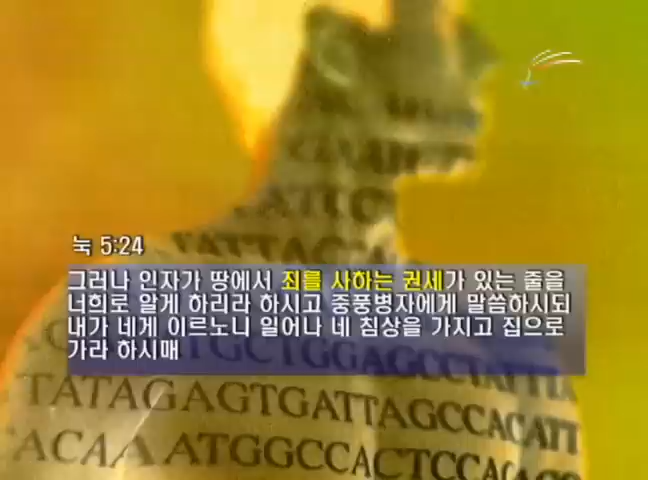 눅 5:24
그러나 인자가 땅에서 죄를 사하는 권세가 있는 줄을
너희로 알게 하리라 하시고 중풍병자에게 말씀하시되
내가 네게 이르노니 일어나 네 침상을 가지고 집으로
가라 하시매
TGCTGGAGCCTATTTA
TATAGAGTGATTAGCCACATT
ACAAATGGCCACTCCA